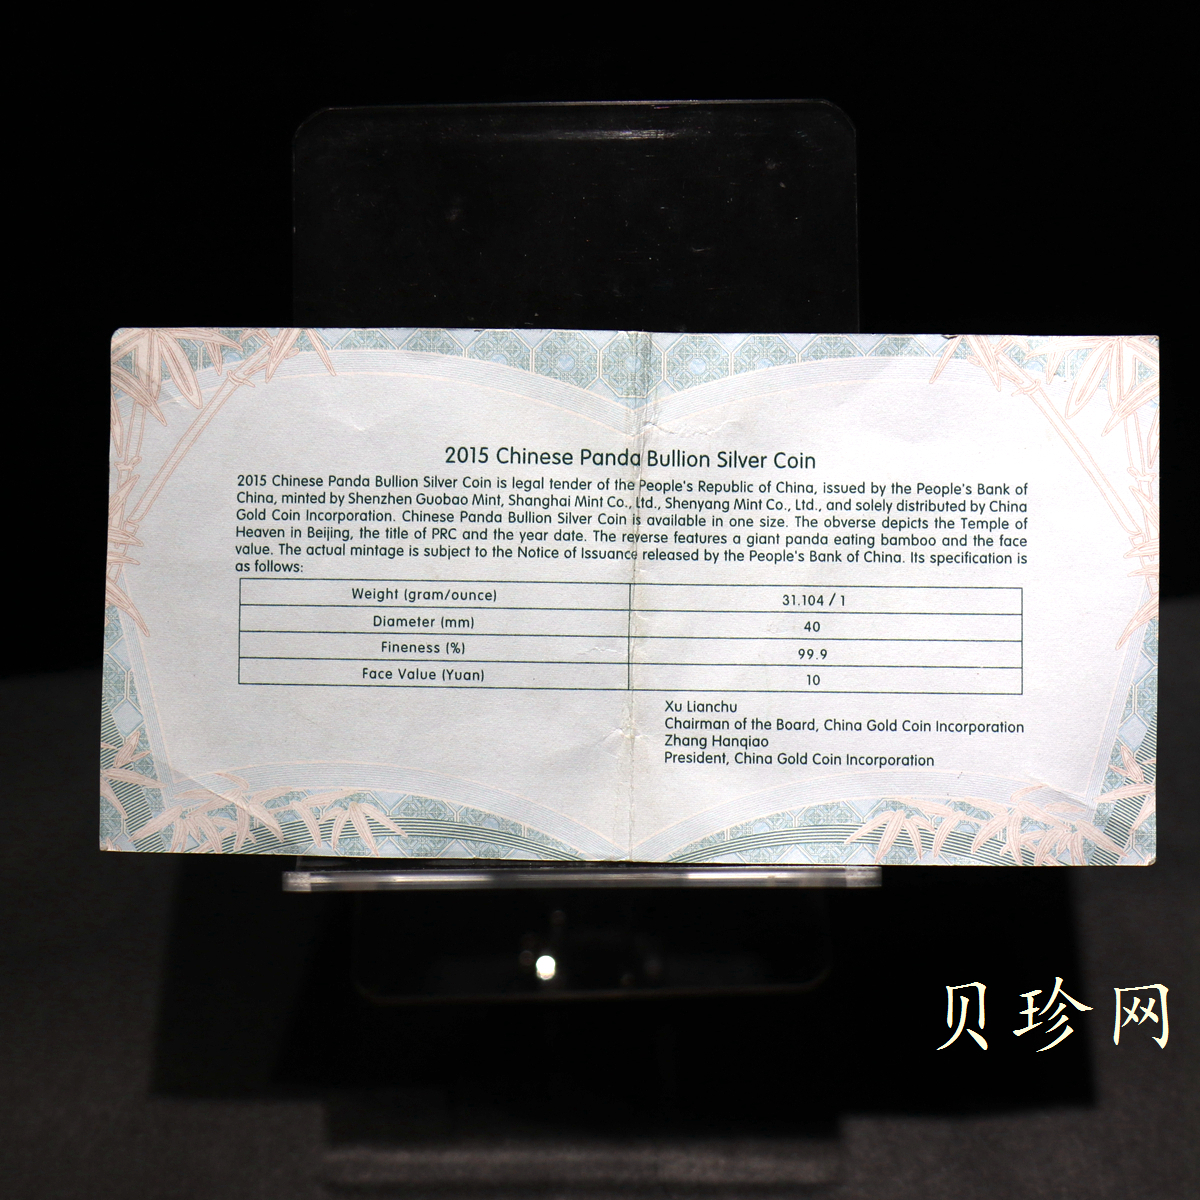 2015 Chinese Panda Bullion Silver Coin
2015 Chinese Panda Bullion Silver Coin is legal tender of the People's Republic of China, issued by the People's Bank of
China, minted by Shenzhen Guobao Mint, Shanghai Mint Co., Ltd., Shenyang Mint Co., Ltd., and solely distributed by China
Gold Coin Incorporation. Chinese Panda Bullion Silver Coin is available in one size. The obverse depicts the Temple of
Heaven in Beijing, the title of PRC and the year date. The reverse features a giant panda eating bamboo and the face
value. The actual mintage is subject to the Notice of Issuance released by the People's Bank of China. Its specification is
as follows:
Weight (gram/ounce) 31.104 / 1
Diameter (mm) 40
Fineness (%) 99.9
Face Value (Yuan) 10
Xu Lianchu
Chairman of the Board, China Gold Coin Incorporation
Zhang Hanqiao
President, China Gold Coin Incorporation
贝珍网